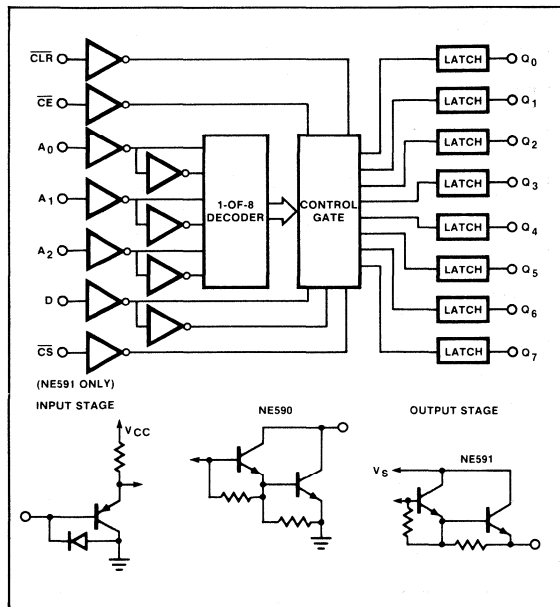 CLR
CE
A0
A1
A2
D
CS
(NE591 ONLY)
1-OF-8
DECODER
CONTROL
GATE
LATCH Q0
LATCH Q1
LATCH Q2
LATCH Q3
LATCH Q4
LATCH Q5
LATCH Q6
LATCH Q7
INPUT STAGE
VCC
NE590
OUTPUT STAGE
NE591
VS